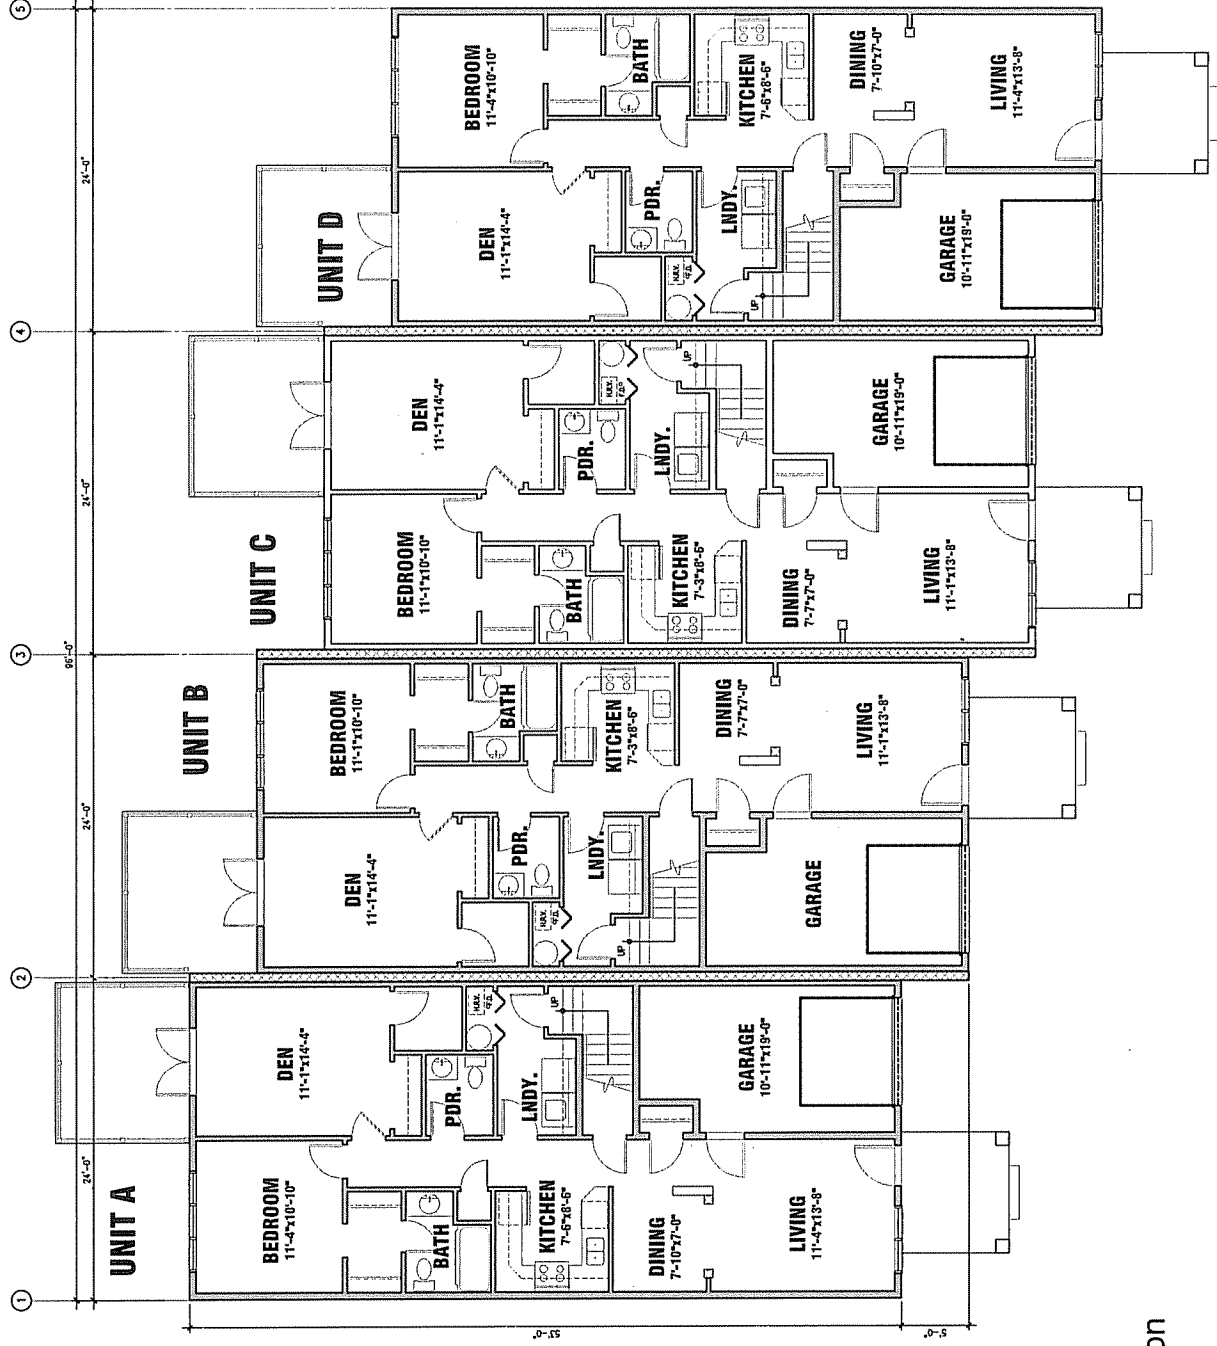 1
2
3
4
5
96'-0"
24'-0"
24'-0"
24'-0"
24'-0"
53'-0"
5'-0"
UNIT A
BEDROOM
11'-4"x10'-10"
DEN
11'-1"x14'-4"
BATH
PDR.
H.R.V.
F.D.
LNDY.
UP
KITCHEN
7'-6"x8'-6"
DINING
7'-10"x7'-0"
LIVING
11'-4"x13'-8"
GARAGE
10'-11"x19'-0"
UNIT B
DEN
11'-1"x14'-4"
BEDROOM
11'-1"x10'-10"
BATH
PDR.
H.R.V.
F.D.
LNDY.
UP
KITCHEN
7'-3"x8'-6"
DINING
7'-7"x7'-0"
LIVING
11'-1"x13'-8"
GARAGE
UNIT C
BEDROOM
11'-1"x10'-10"
DEN
11'-1"x14'-4"
BATH
PDR.
H.R.V.
F.D.
LNDY.
UP
KITCHEN
7'-3"x8'-6"
DINING
7'-7"x7'-0"
LIVING
11'-1"x13'-8"
GARAGE
10'-11"x19'-0"
UNIT D
DEN
11'-1"x14'-4"
BEDROOM
11'-4"x10'-10"
BATH
PDR.
H.R.V.
F.D.
LNDY.
UP
KITCHEN
7'-6"x8'-6"
DINING
7'-10"x7'-0"
LIVING
11'-4"x13'-8"
GARAGE
10'-11"x19'-0"
on